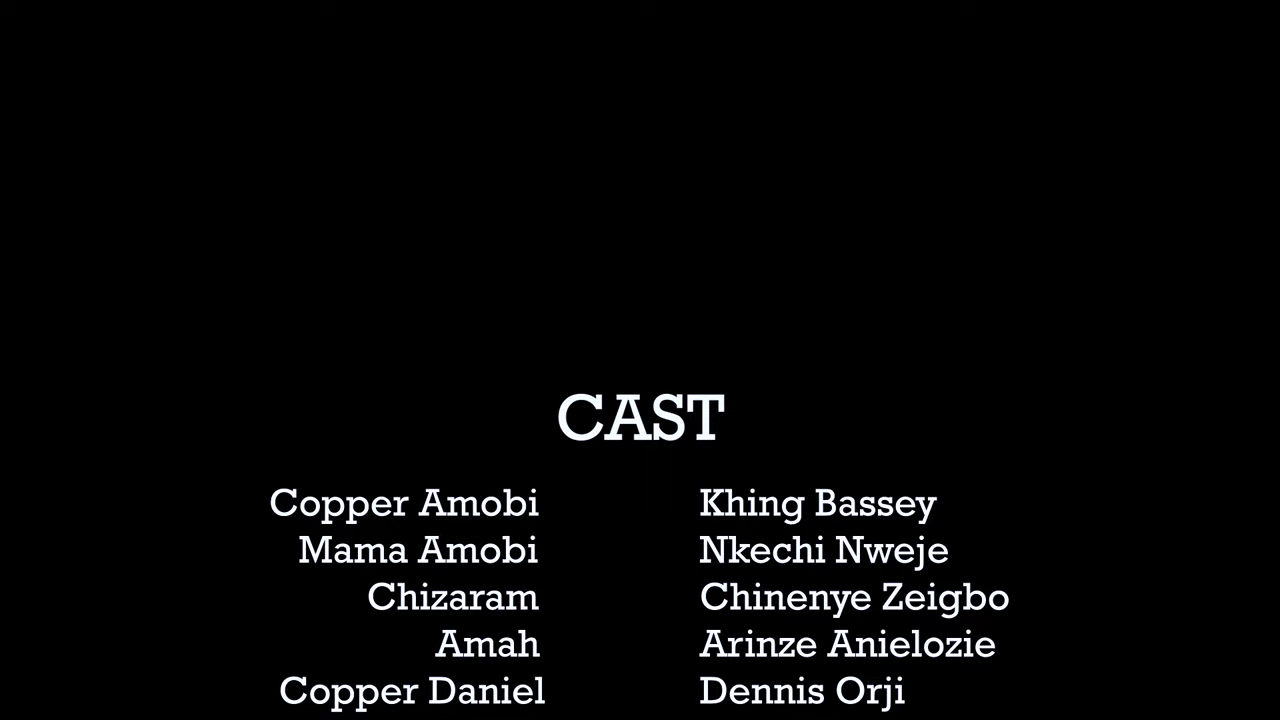 CAST
Copper Amobi Khing Bassey
Mama Amobi Nkechi Nweje
Chizaram Chinenye Zeigbo
Amah Arinze Anielozie
Copper Daniel Dennis Orji